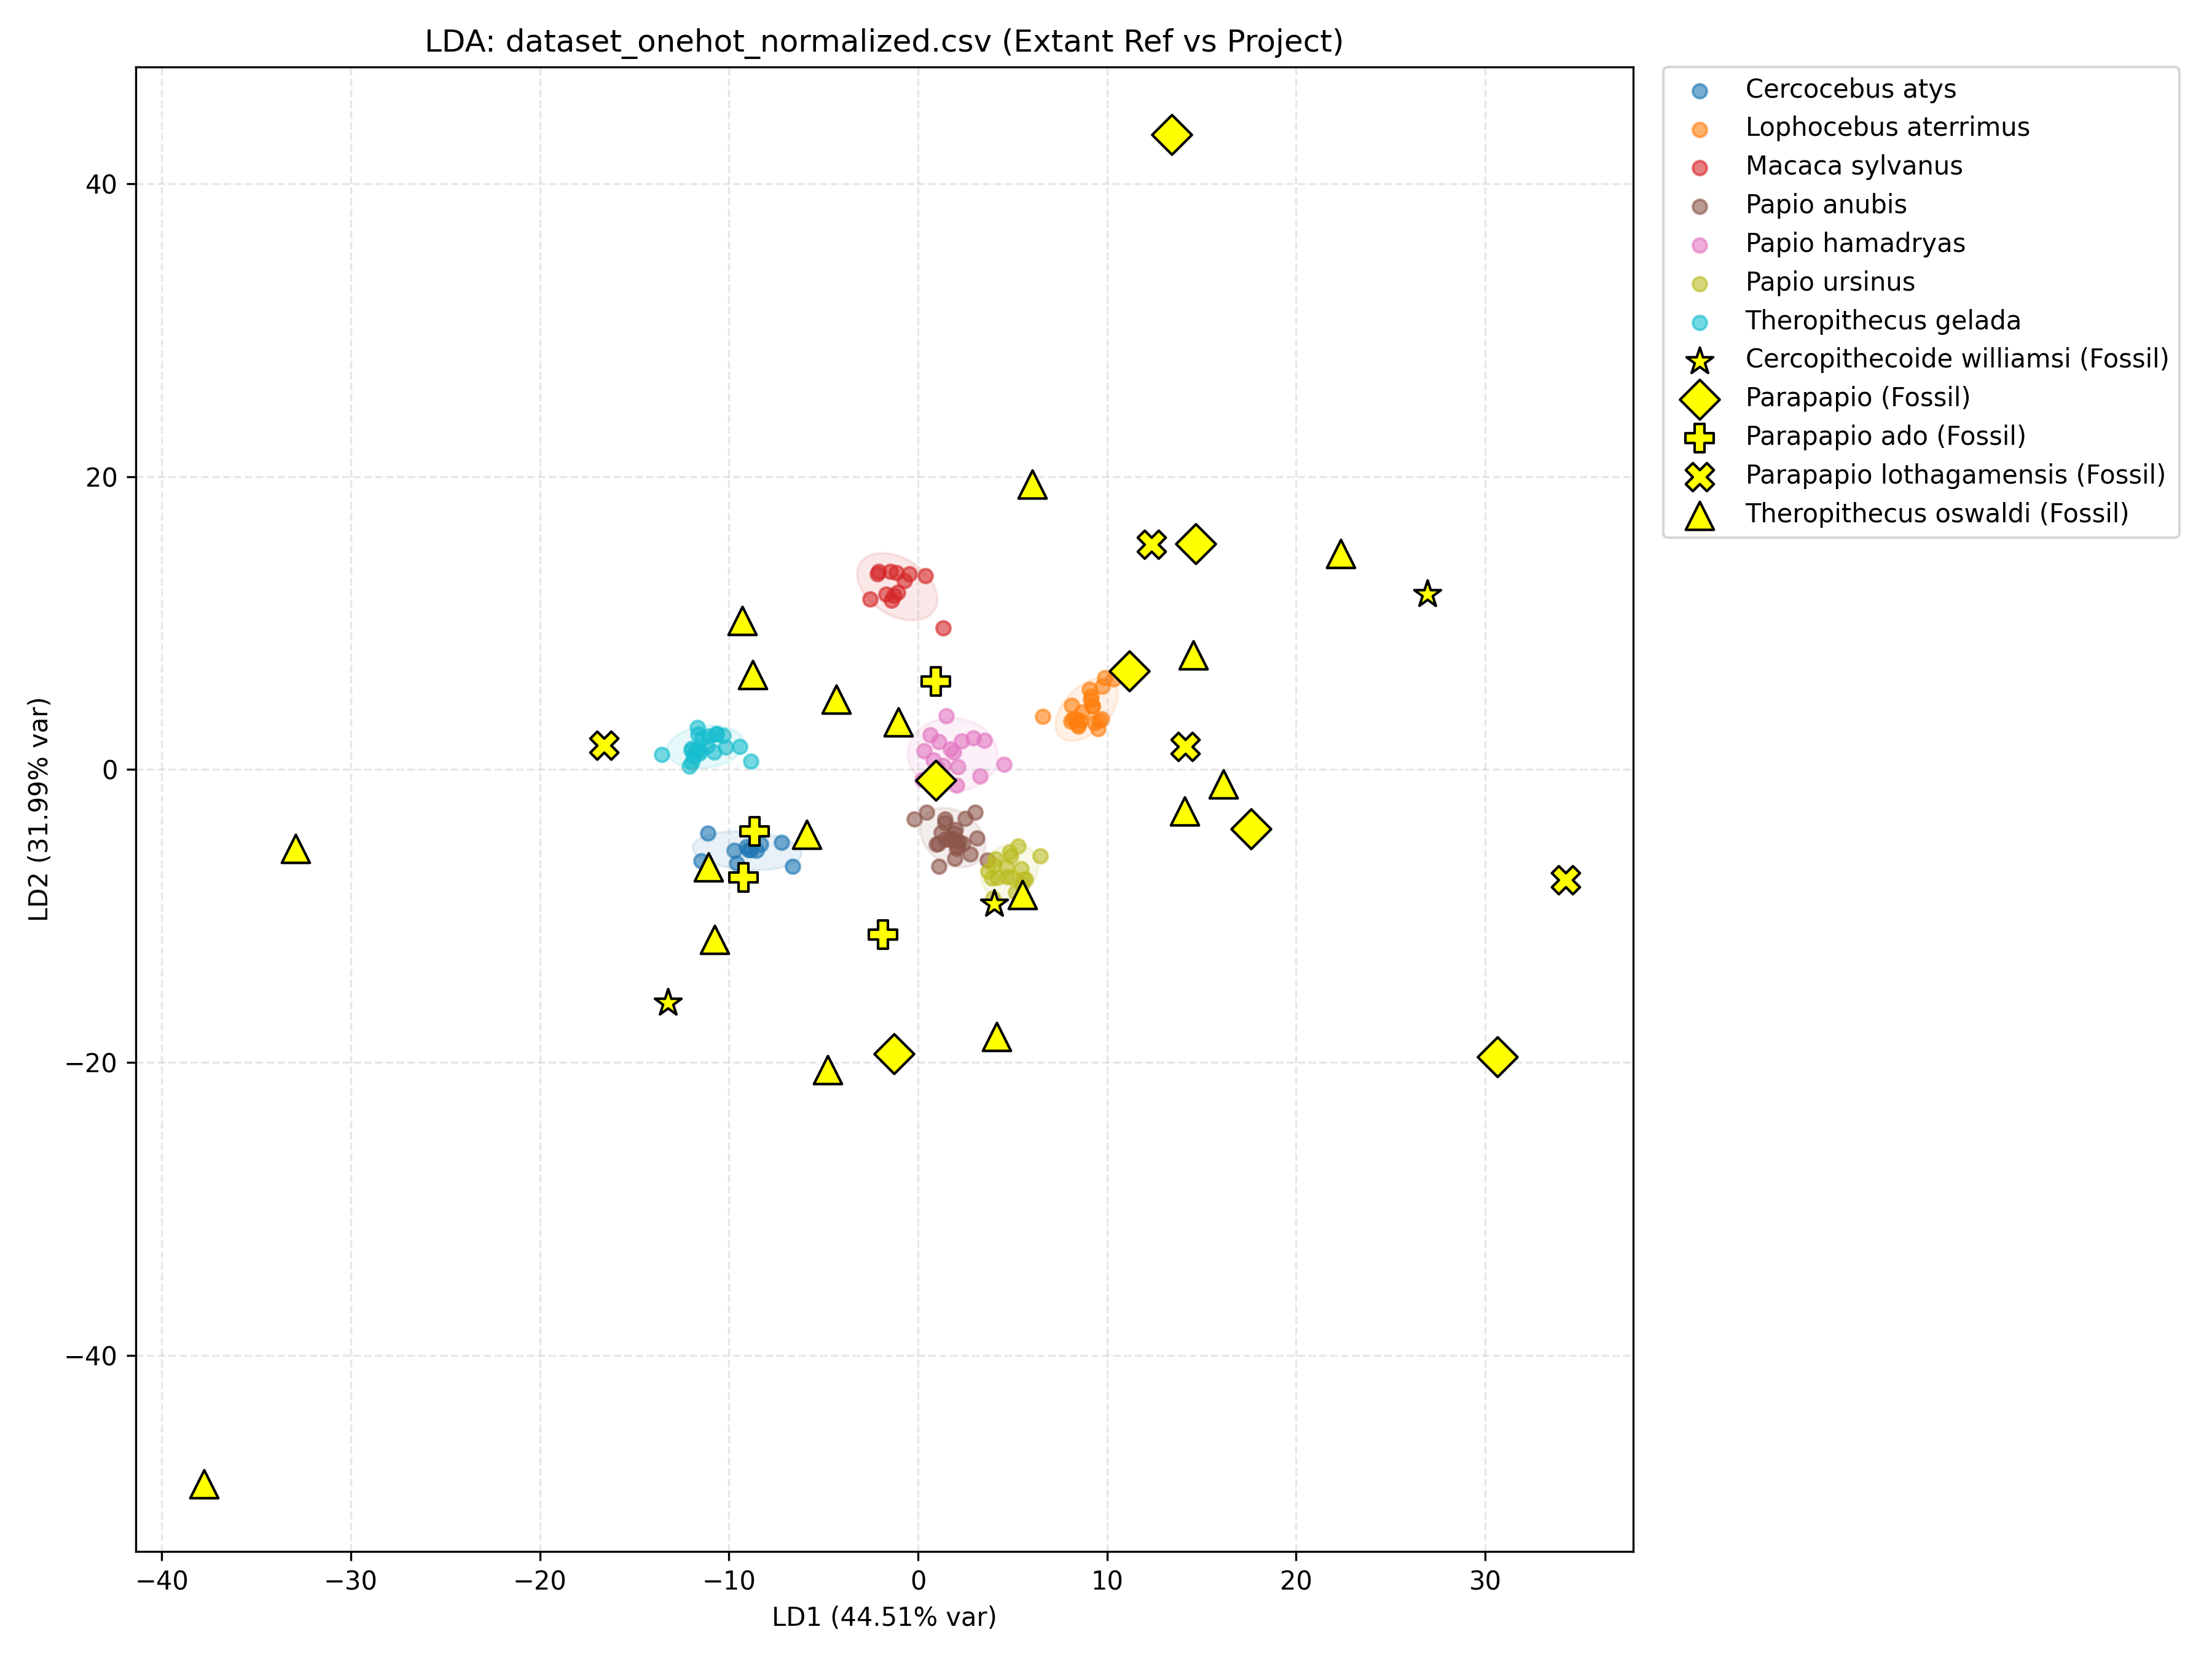 LDA: dataset_onehot_normalized.csv (Extant Ref vs Project)
Cercocebus atys
Lophocebus aterrimus
Macaca sylvanus
Papio anubis
Papio hamadryas
Papio ursinus
Theropithecus gelada
Cercopithecoide williamsi (Fossil)
Parapapio (Fossil)
Parapapio ado (Fossil)
Parapapio lothagamensis (Fossil)
Theropithecus oswaldi (Fossil)
LD2 (31.99% var)
40
20
0
−20
−40
−40
−30
−20
−10
0
10
20
30
LD1 (44.51% var)